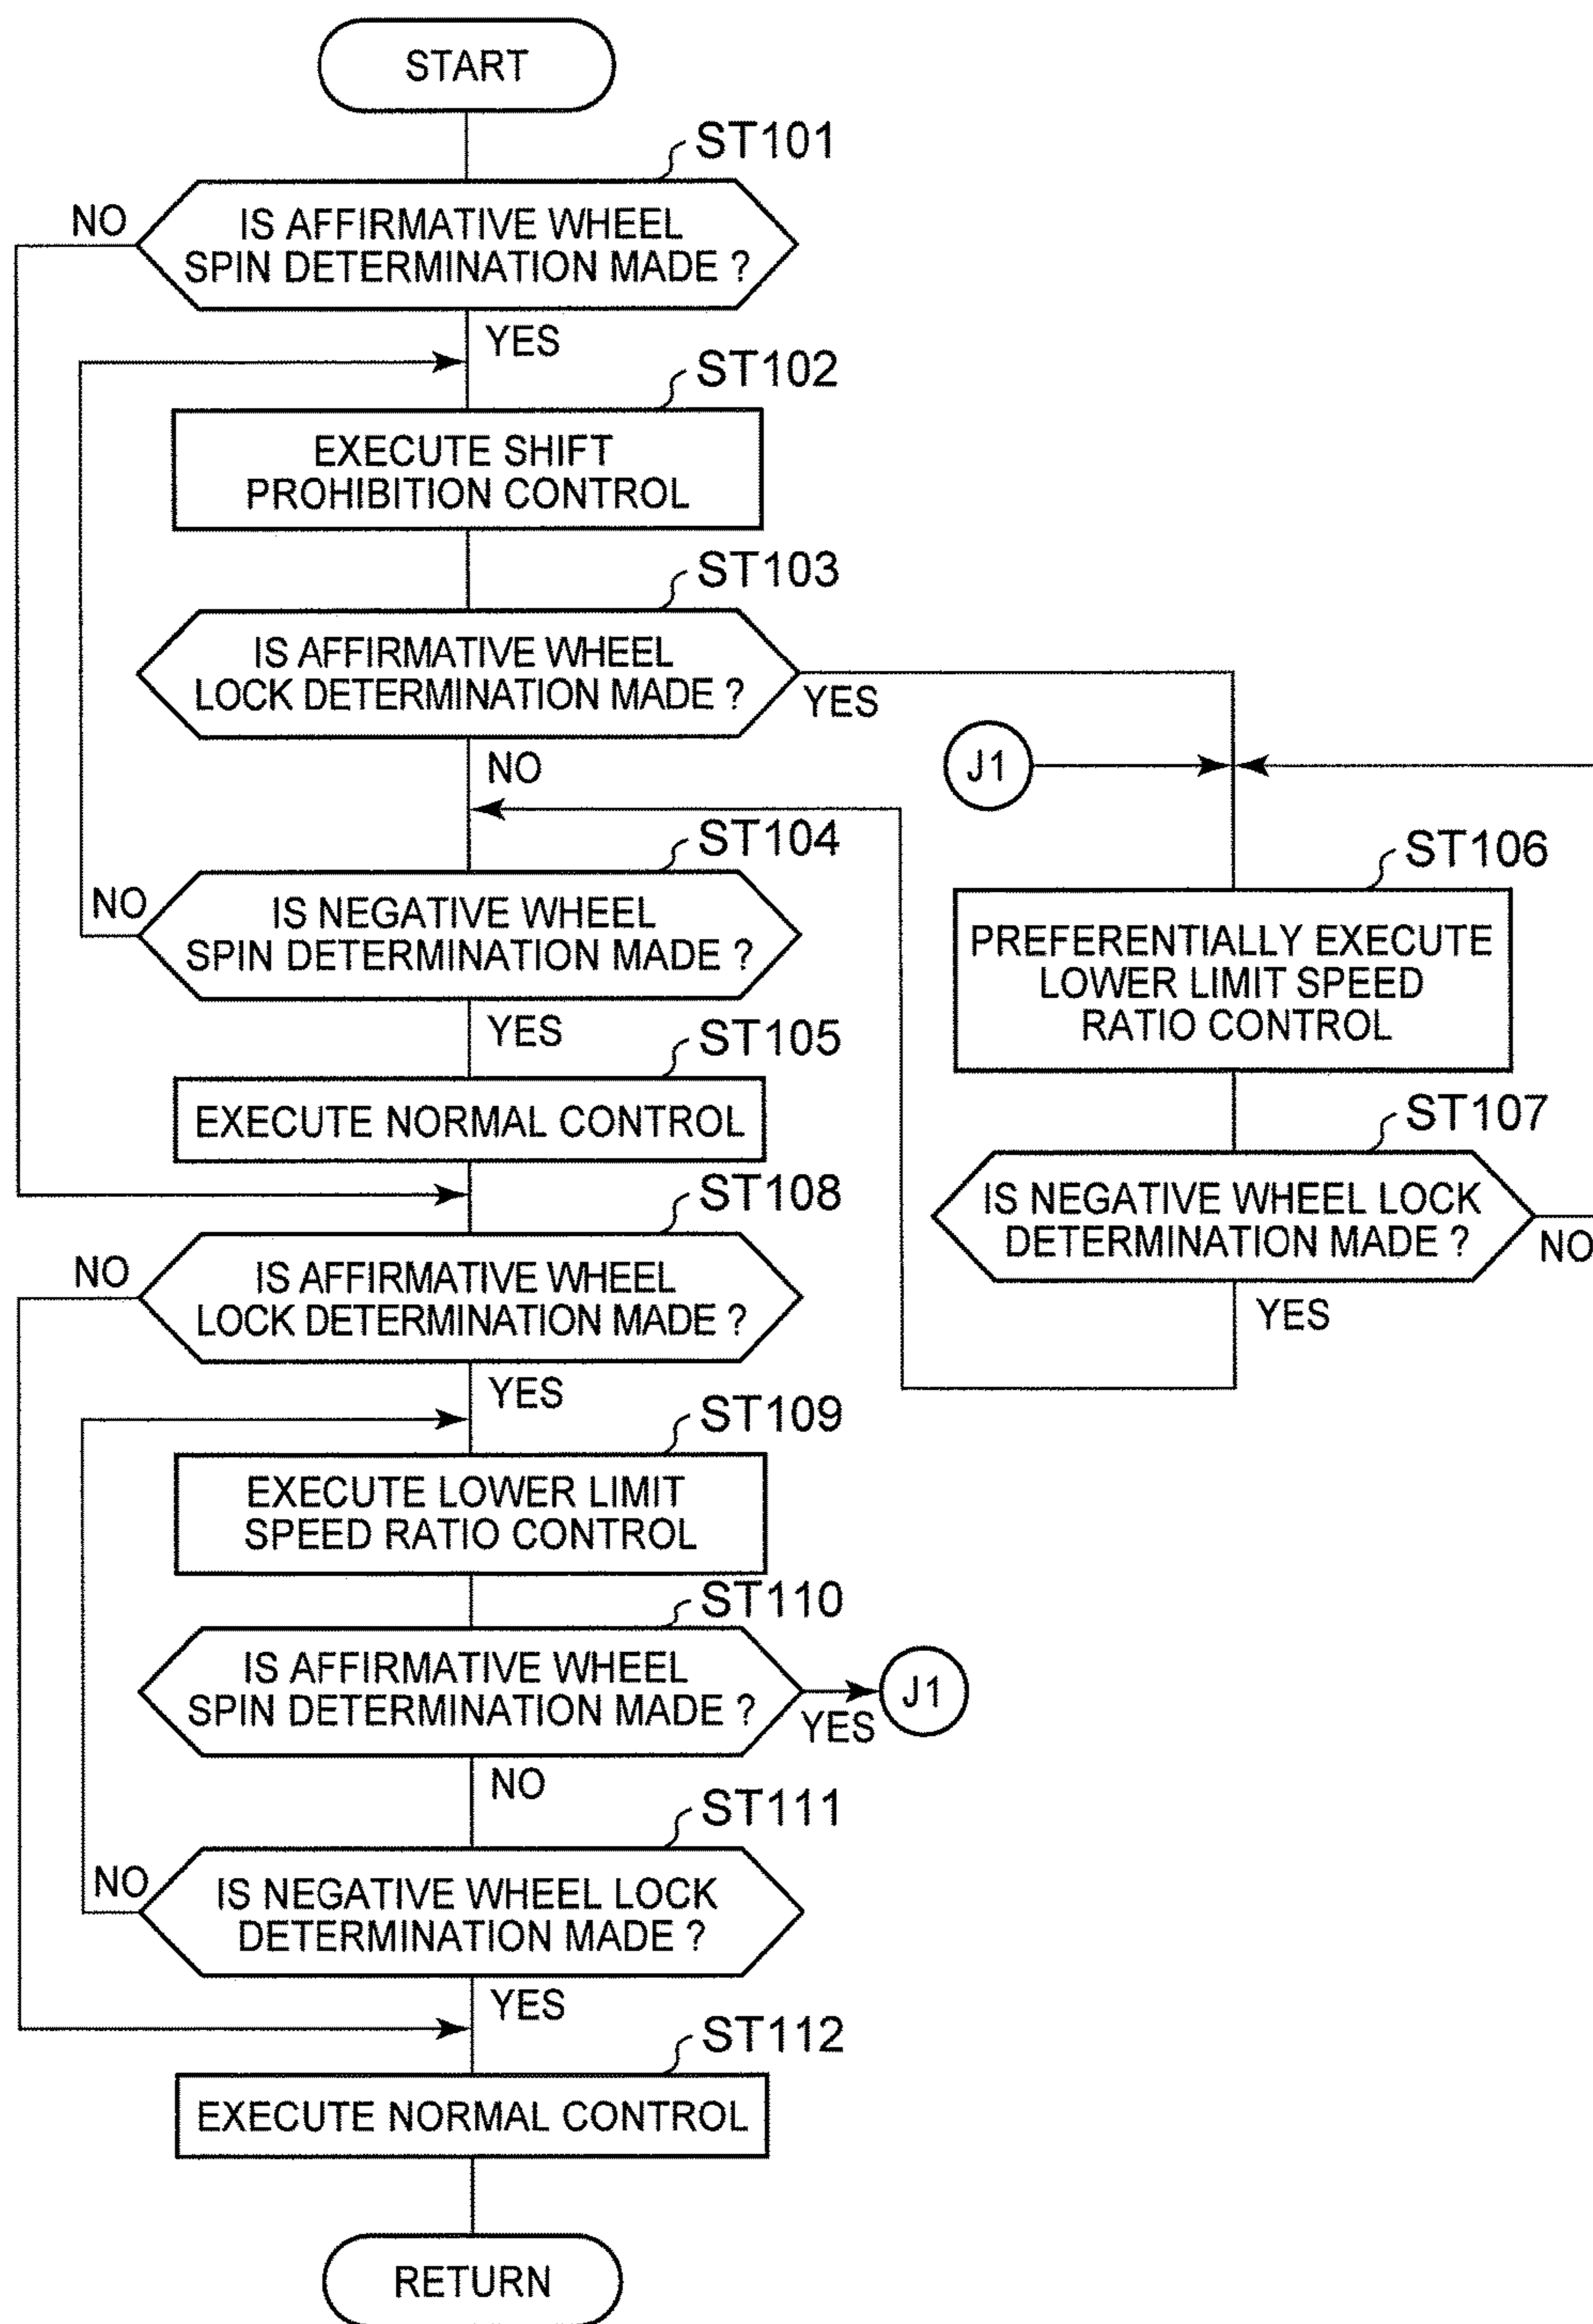 START
ST101
NO
IS AFFIRMATIVE WHEEL
SPIN DETERMINATION MADE ?
YES
ST102
EXECUTE SHIFT
PROHIBITION CONTROL
ST103
IS AFFIRMATIVE WHEEL
LOCK DETERMINATION MADE ?
YES
NO
J1
ST104
NO
IS NEGATIVE WHEEL
SPIN DETERMINATION MADE ?
YES
ST105
EXECUTE NORMAL CONTROL
ST106
PREFERENTIALLY EXECUTE
LOWER LIMIT SPEED
RATIO CONTROL
ST107
IS NEGATIVE WHEEL LOCK
DETERMINATION MADE ?
NO
YES
ST108
NO
IS AFFIRMATIVE WHEEL
LOCK DETERMINATION MADE ?
YES
ST109
EXECUTE LOWER LIMIT
SPEED RATIO CONTROL
ST110
IS AFFIRMATIVE WHEEL
SPIN DETERMINATION MADE ?
YES
J1
NO
ST111
NO
IS NEGATIVE WHEEL LOCK
DETERMINATION MADE ?
YES
ST112
EXECUTE NORMAL CONTROL
RETURN